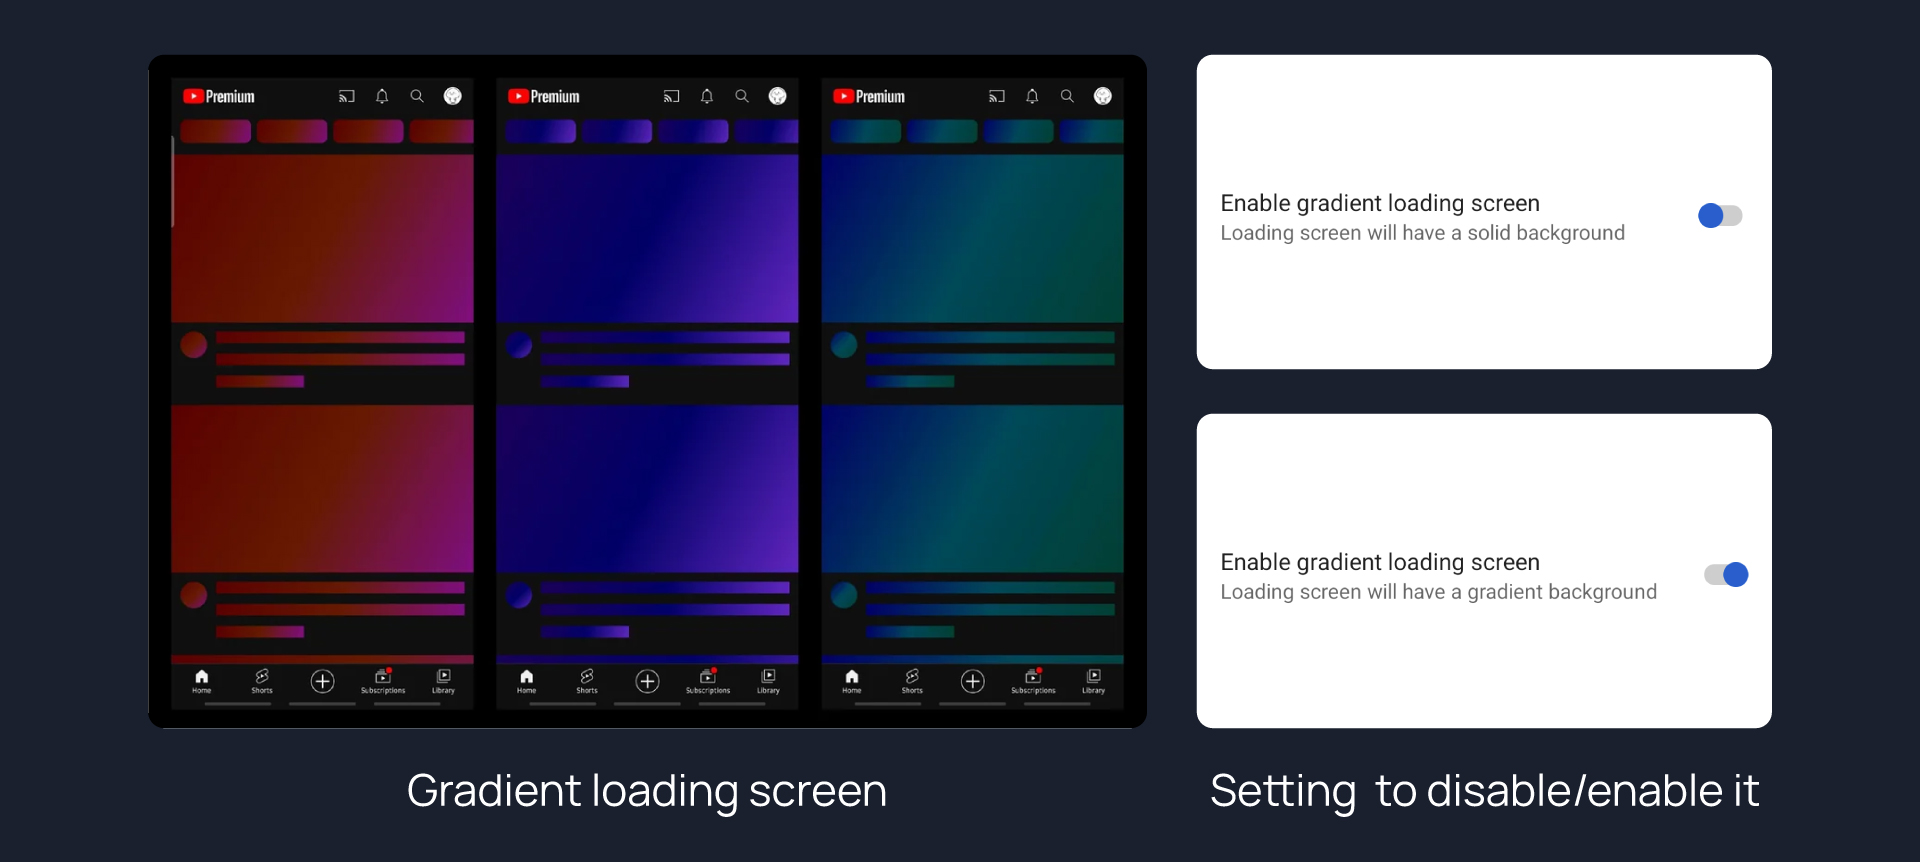 Premium
Home
Shorts
Subscriptions
Library
Premium
Home
Shorts
Subscriptions
Library
Premium
Home
Shorts
Subscriptions
Library
Gradient loading screen
Enable gradient loading screen
Loading screen will have a solid background
Enable gradient loading screen
Loading screen will have a gradient background
Setting to disable/enable it